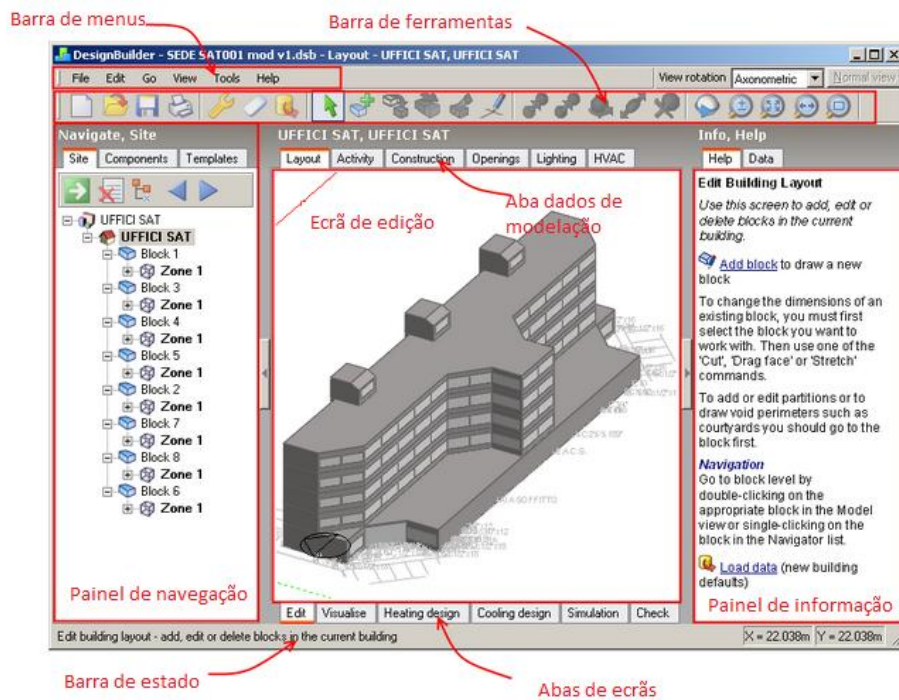 Barra de menus
Barra de ferramentas
DesignBuilder - SEDE SAT001 mod v1.dsb - Layout - UFFICI SAT, UFFICI SAT
File Edit Go View Tools Help
View rotation Axonometric Normal view
Navigate, Site
Site Components Templates
UFFICI SAT
UFFICI SAT
Block 1
Zone 1
Block 3
Zone 1
Block 4
Zone 1
Block 5
Zone 1
Block 2
Zone 1
Block 7
Zone 1
Block 8
Zone 1
Block 6
Zone 1
Painel de navegação
UFFICI SAT, UFFICI SAT
Layout Activity Construction Openings Lighting HVAC
Ecrã de edição
Aba dados de
modelação
Edit Visualise Heating design Cooling design Simulation Check
Info, Help
Help Data
Edit Building Layout
Use this screen to add, edit or
delete blocks in the current
building.
Add block to draw a new
block
To change the dimensions of an
existing block, you must first
select the block you want to
work with. Then use one of the
'Cut', 'Drag face' or 'Stretch'
commands.
To add or edit partitions or to
draw void perimeters such as
courtyards you should go to the
block first.
Navigation
Go to block level by
double-clicking on the
appropriate block in the Model
view or single-clicking on the
block in the Navigator list.
Load data (new building
defaults)
Painel de informação
Edit building layout - add, edit or delete blocks in the current building
X = 22.038m Y = 22.038m
Barra de estado
Abas de ecrãs